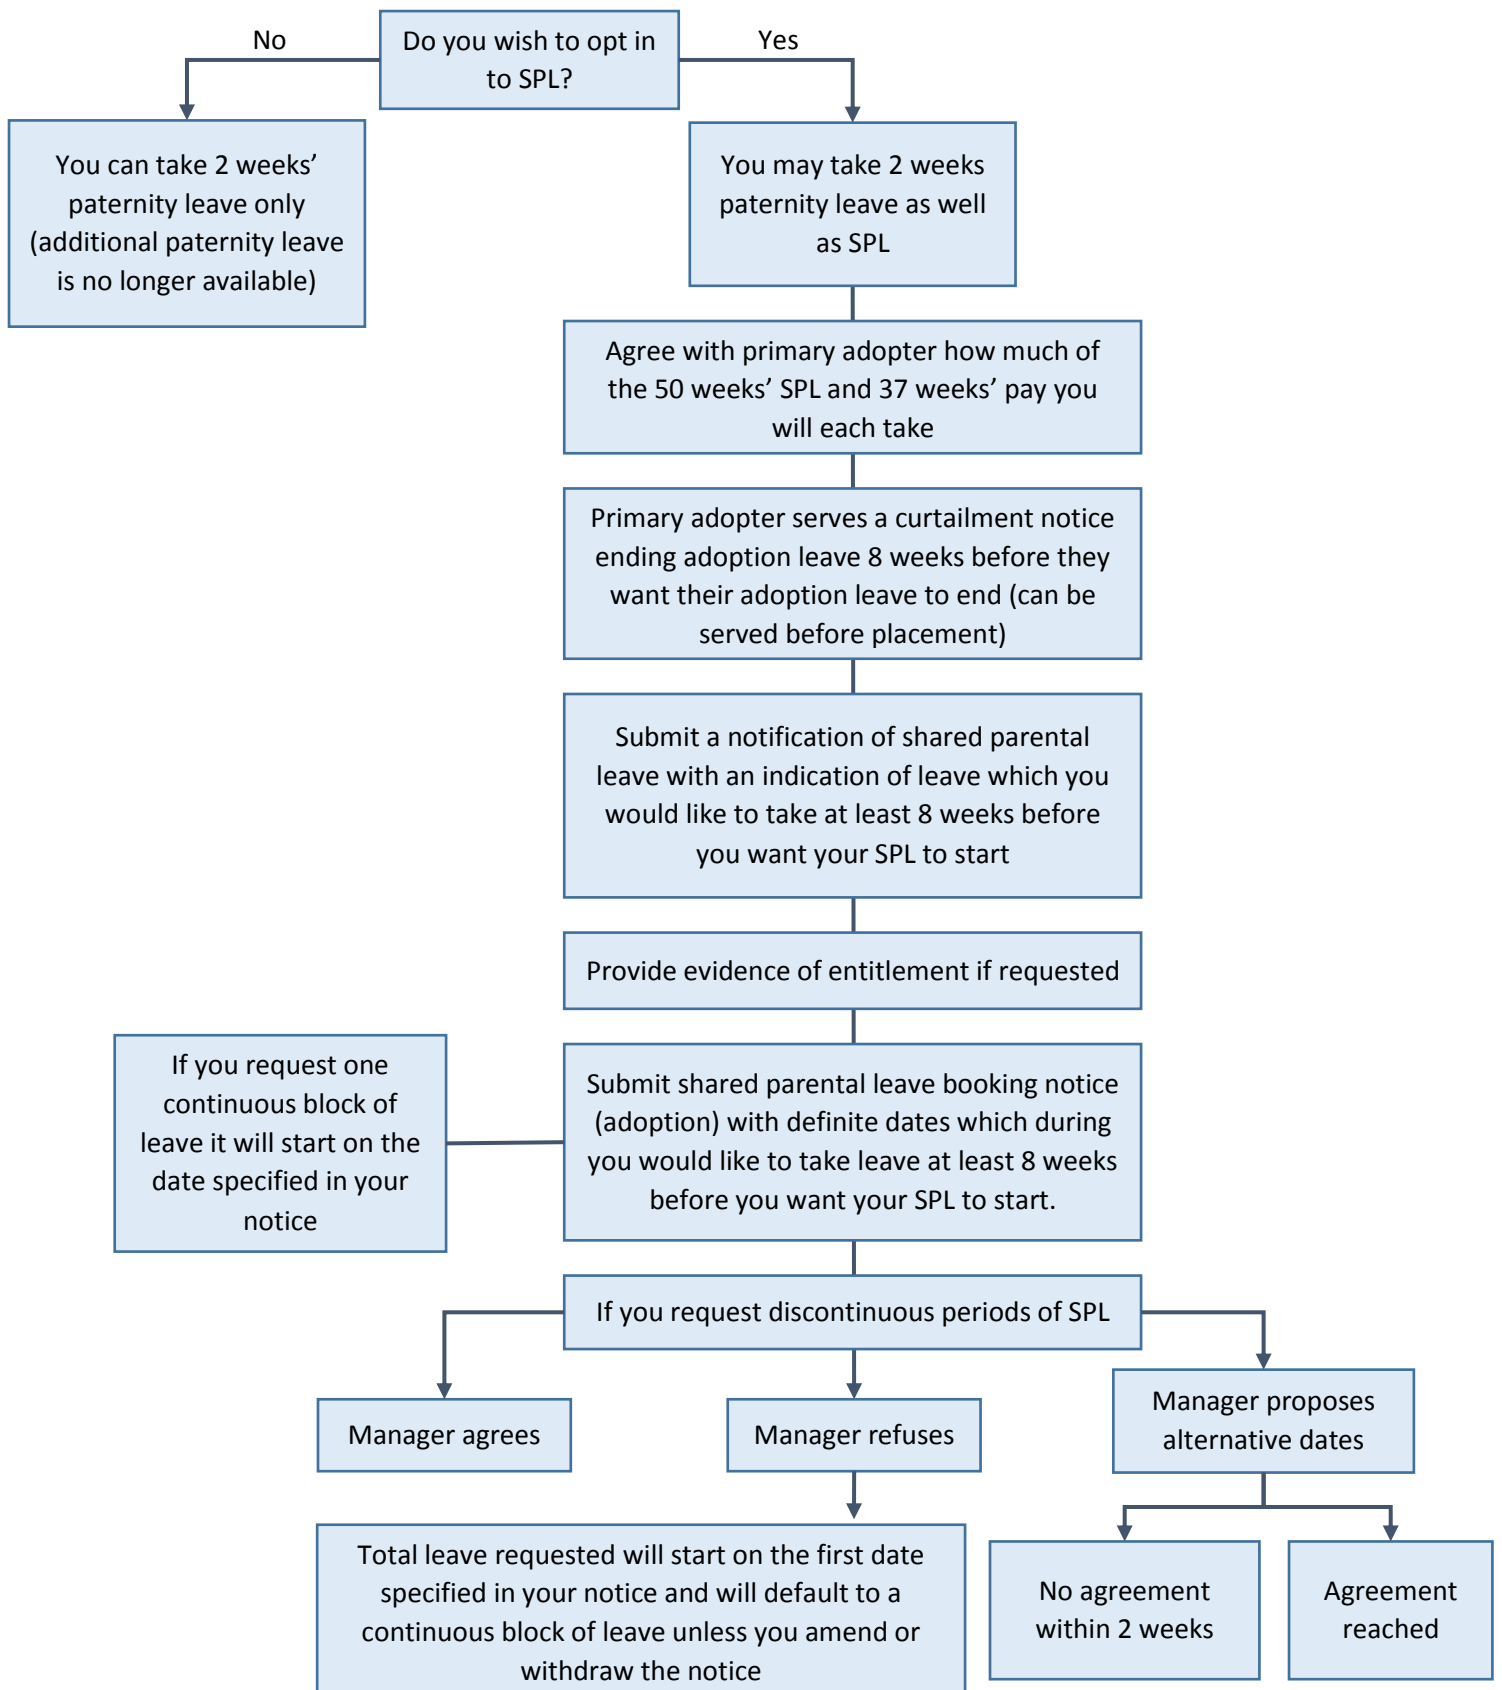 No
Do you wish to opt in
to SPL?
Yes
You can take 2 weeks’
paternity leave only
(additional paternity leave
is no longer available)
You may take 2 weeks
paternity leave as well
as SPL
Agree with primary adopter how much of
the 50 weeks’ SPL and 37 weeks’ pay you
will each take
Primary adopter serves a curtailment notice
ending adoption leave 8 weeks before they
want their adoption leave to end (can be
served before placement)
Submit a notification of shared parental
leave with an indication of leave which you
would like to take at least 8 weeks before
you want your SPL to start
Provide evidence of entitlement if requested
If you request one
continuous block of
leave it will start on the
date specified in your
notice
Submit shared parental leave booking notice
(adoption) with definite dates which during
you would like to take leave at least 8 weeks
before you want your SPL to start.
If you request discontinuous periods of SPL
Manager agrees
Manager refuses
Manager proposes
alternative dates
Total leave requested will start on the first date
specified in your notice and will default to a
continuous block of leave unless you amend or
withdraw the notice
No agreement
within 2 weeks
Agreement
reached